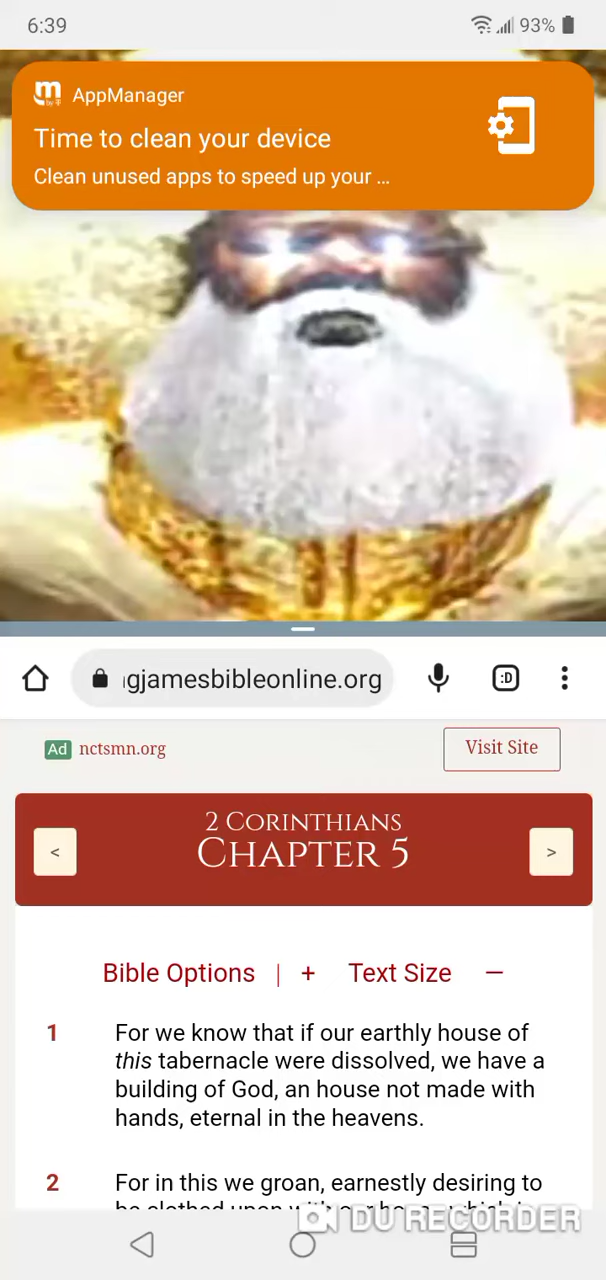 6:39
93%
m
by T
AppManager
Time to clean your device
Clean unused apps to speed up your ...
gjamesbibleonline.org
:D
Ad nctsmn.org
Visit Site
2 CORINTHIANS
CHAPTER 5
<
>
Bible Options | + Text Size —
1 For we know that if our earthly house of
this tabernacle were dissolved, we have a
building of God, an house not made with
hands, eternal in the heavens.
2 For in this we groan, earnestly desiring to
DU RECORDER